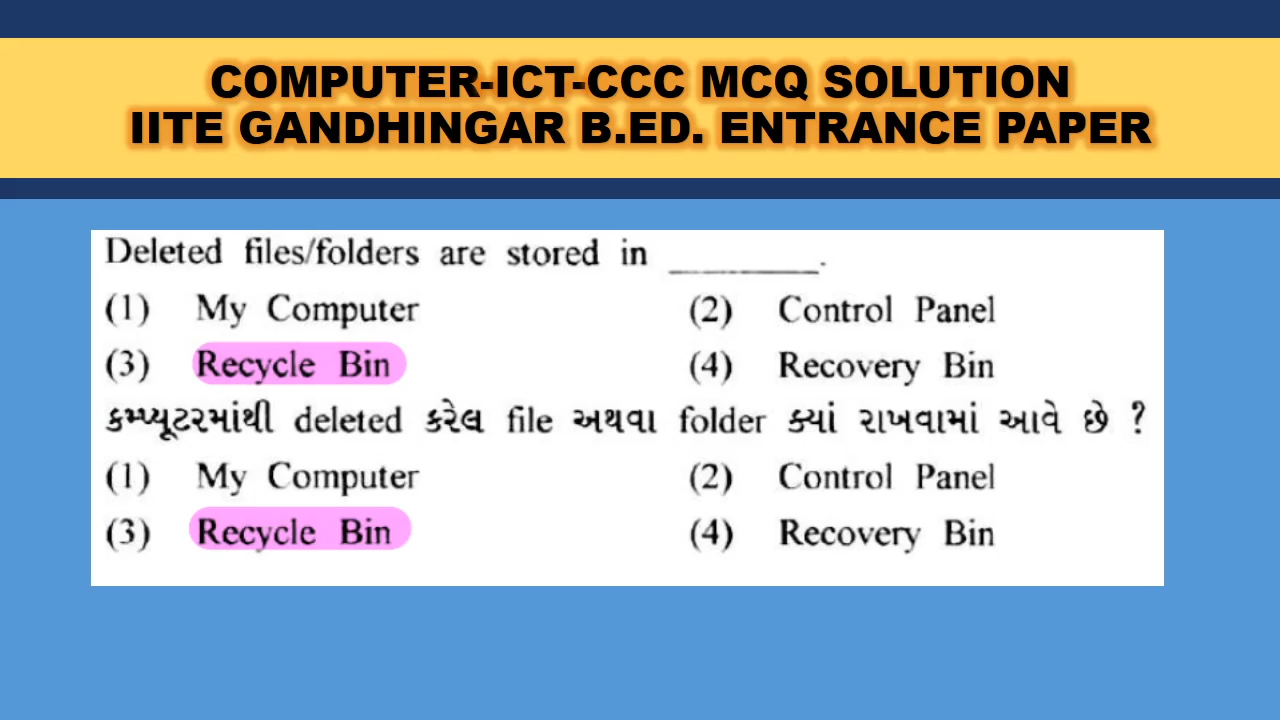 COMPUTER-ICT-CCC MCQ SOLUTION
IITE GANDHINGAR B.ED. ENTRANCE PAPER
Deleted files/folders are stored in ________.
(1) My Computer (2) Control Panel
(3) Recycle Bin (4) Recovery Bin
કમ્પ્યૂટરમાંથી deleted કરેલ file અથવા folder ક્યાં રાખવામાં આવે છે ?
(1) My Computer (2) Control Panel
(3) Recycle Bin (4) Recovery Bin